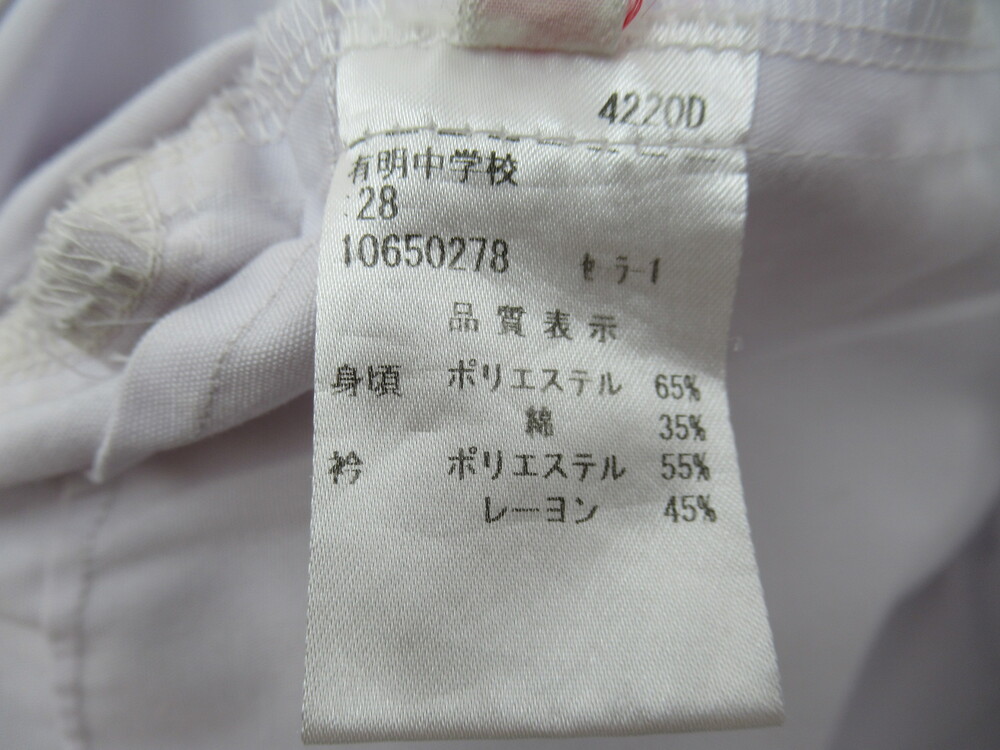 4220D
有明中学校
:28
10650278 ｾﾗｰ1
品質表示
身頃 ポリエステル 65%
綿 35%
衿 ポリエステル 55%
レーヨン 45%